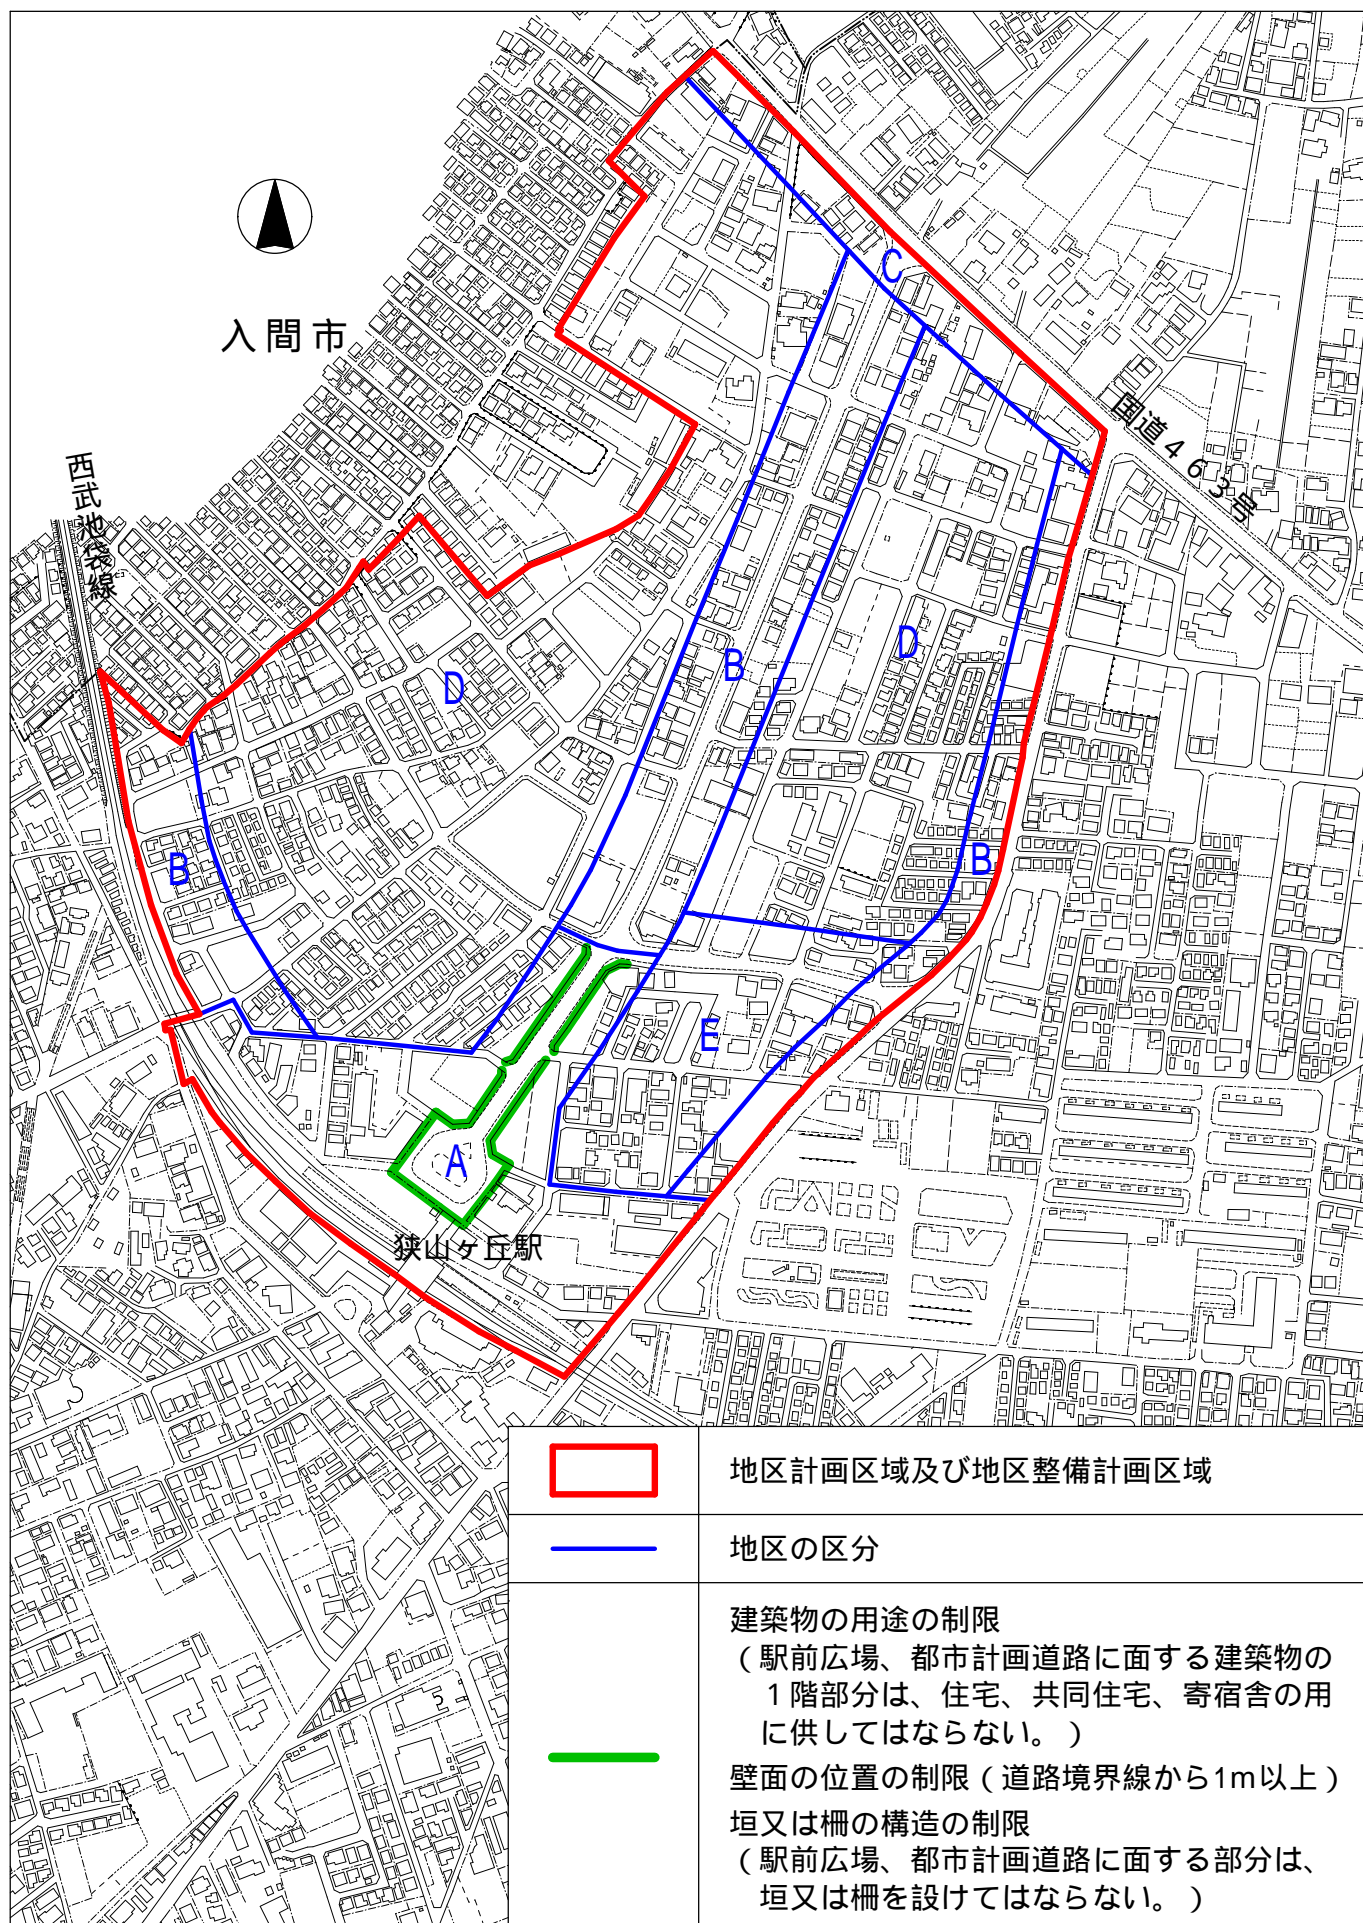 C
入間市
国道４６３号
西武池袋線
B
D
D
B
B
E
A
狭山ヶ丘駅
地区計画区域及び地区整備計画区域
地区の区分
建築物の用途の制限
（駅前広場、都市計画道路に面する建築物の
１階部分は、住宅、共同住宅、寄宿舎の用
に供してはならない。）
壁面の位置の制限（道路境界線から1m以上）
垣又は柵の構造の制限
（駅前広場、都市計画道路に面する部分は、
垣又は柵を設けてはならない。）